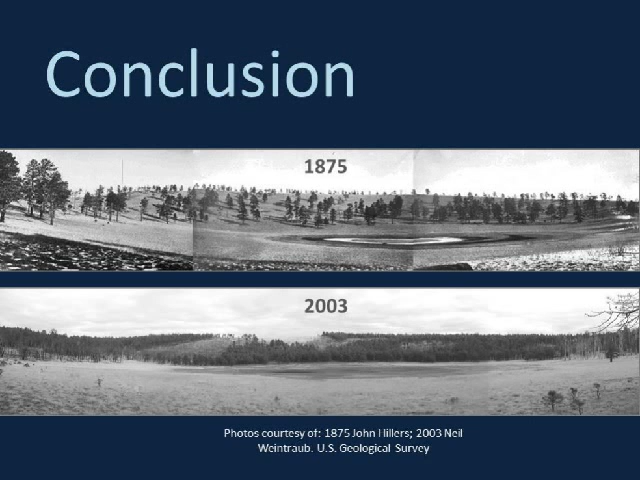 Conclusion
1875
2003
Photos courtesy of: 1875 John Hillers; 2003 Neil
Weintraub. U.S. Geological Survey